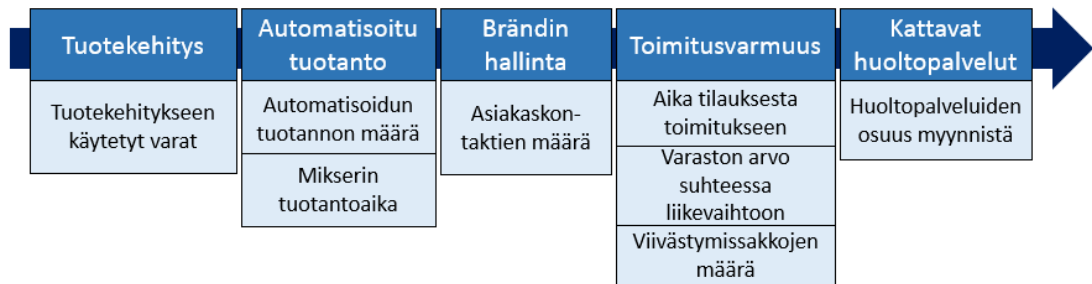 Tuotekehitys
Tuotekehitykseen
käytetyt varat
Automatisoitu
tuotanto
Automatisoidun
tuotannon määrä
Mikserin
tuotantoaika
Brändin
hallinta
Asiakaskon-
taktien määrä
Toimitusvarmuus
Aika tilauksesta
toimitukseen
Varaston arvo
suhteessa
liikevaihtoon
Viivästymissakkojen
määrä
Kattavat
huoltopalvelut
Huoltopalveluiden
osuus myynnistä